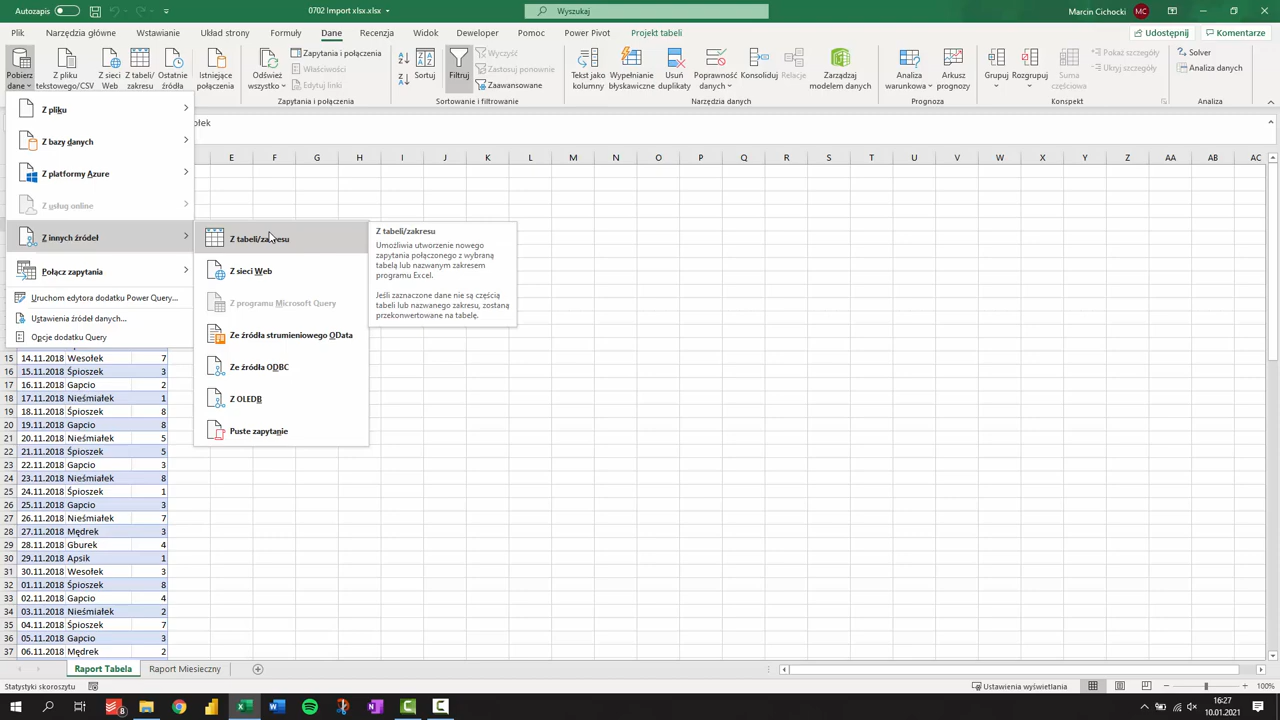 Autozapis
0702 Import xlsx.xlsx
Wyszukaj
Marcin Cichocki MC
Plik Narzędzia główne Wstawianie Układ strony Formuły Dane Recenzja Widok Deweloper Pomoc Power Pivot Projekt tabeli Udostępnij Komentarze
Pobierz dane
Z pliku tekstowego/CSV
Z sieci Web
Z tabeli/ zakresu
Ostatnie źródła
Istniejące połączenia
Odśwież wszystko
Zapytania i połączenia
Właściwości
Edytuj linki
Zapytania i połączenia
Sortuj
Filtruj
Wyczyść
Zastosuj ponownie
Zaawansowane
Sortowanie i filtrowanie
Tekst jako kolumny
Wypełnianie błyskawiczne
Usuń duplikaty
Poprawność danych
Konsoliduj
Relacje
Zarządzaj modelem danych
Narzędzia danych
Analiza warunkowa
Arkusz prognozy
Prognoza
Grupuj
Rozgrupuj
Suma częściowa
Pokaż szczegóły
Ukryj szczegóły
Konspekt
Solver
Analiza danych
Analiza
Z pliku
Z bazy danych
Z platformy Azure
Z usług online
Z innych źródeł
Połącz zapytania
Uruchom edytora dodatku Power Query...
Ustawienia źródeł danych...
Opcje dodatku Query
Z tabeli/zakresu
Z sieci Web
Z programu Microsoft Query
Ze źródła strumieniowego OData
Ze źródła ODBC
Z OLEDB
Puste zapytanie
Z tabeli/zakresu
Umożliwia utworzenie nowego
zapytania połączonego z wybraną
tabelą lub nazwanym zakresem
programu Excel.
Jeśli zaznaczone dane nie są częścią
tabeli lub nazwanego zakresu, zostaną
przekonwertowane na tabelę.
E F G H I J K L M N O P Q R S T U V W X Y Z AA AB AC
15 14.11.2018 Wesołek 7
16 15.11.2018 Śpioszek 3
17 16.11.2018 Gapcio 2
18 17.11.2018 Nieśmiałek 1
19 18.11.2018 Śpioszek 8
20 19.11.2018 Gapcio 8
21 20.11.2018 Nieśmiałek 5
22 21.11.2018 Śpioszek 5
23 22.11.2018 Gapcio 3
24 23.11.2018 Nieśmiałek 8
25 24.11.2018 Śpioszek 1
26 25.11.2018 Gapcio 3
27 26.11.2018 Nieśmiałek 7
28 27.11.2018 Mędrek 3
29 28.11.2018 Gburek 4
30 29.11.2018 Apsik 1
31 30.11.2018 Wesołek 3
32 01.11.2018 Śpioszek 8
33 02.11.2018 Gapcio 4
34 03.11.2018 Nieśmiałek 2
35 04.11.2018 Śpioszek 7
36 05.11.2018 Gapcio 3
37 06.11.2018 Mędrek 2
Raport Tabela Raport Miesieczny
Statystyki skoroszytu
Ustawienia wyświetlania
100%
8
16:27
10.01.2021